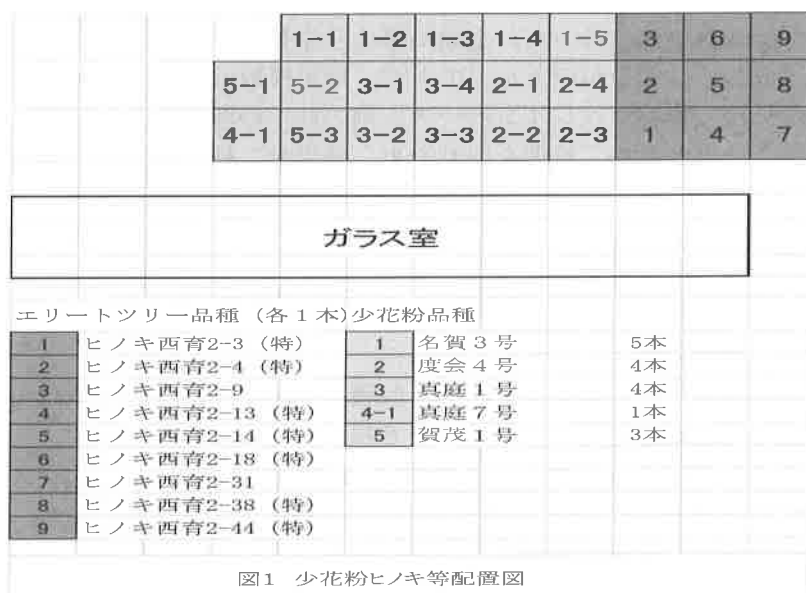 1-1 1-2 1-3 1-4 1-5 3 6 9
5-1 5-2 3-1 3-4 2-1 2-4 2 5 8
4-1 5-3 3-2 3-3 2-2 2-3 1 4 7
ガラス室
エリートツリー品種（各１本）少花粉品種
1 ヒノキ西育2-3（特） 1 名賀３号 5本
2 ヒノキ西育2-4（特） 2 度会４号 4本
3 ヒノキ西育2-9 3 真庭１号 4本
4 ヒノキ西育2-13（特） 4-1 真庭７号 1本
5 ヒノキ西育2-14（特） 5 賀茂１号 3本
6 ヒノキ西育2-18（特）
7 ヒノキ西育2-31
8 ヒノキ西育2-38（特）
9 ヒノキ西育2-44（特）
図1 少花粉ヒノキ等配置図